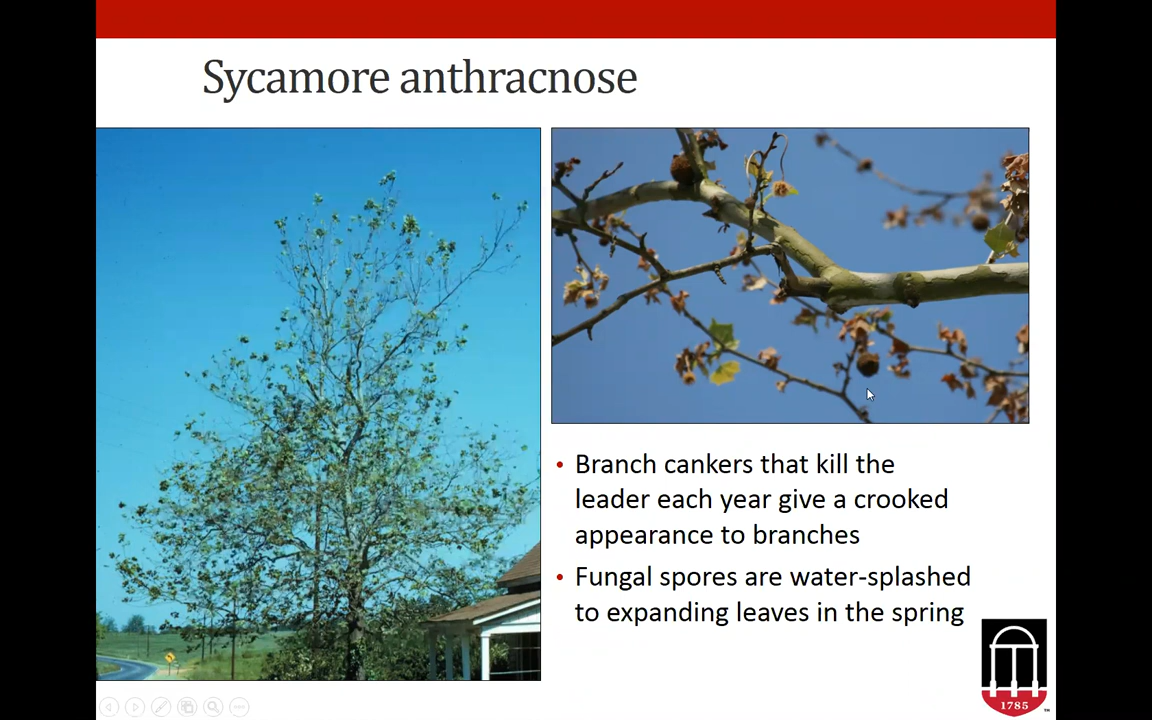 Sycamore anthracnose
• Branch cankers that kill the
leader each year give a crooked
appearance to branches
• Fungal spores are water-splashed
to expanding leaves in the spring
1785
TM